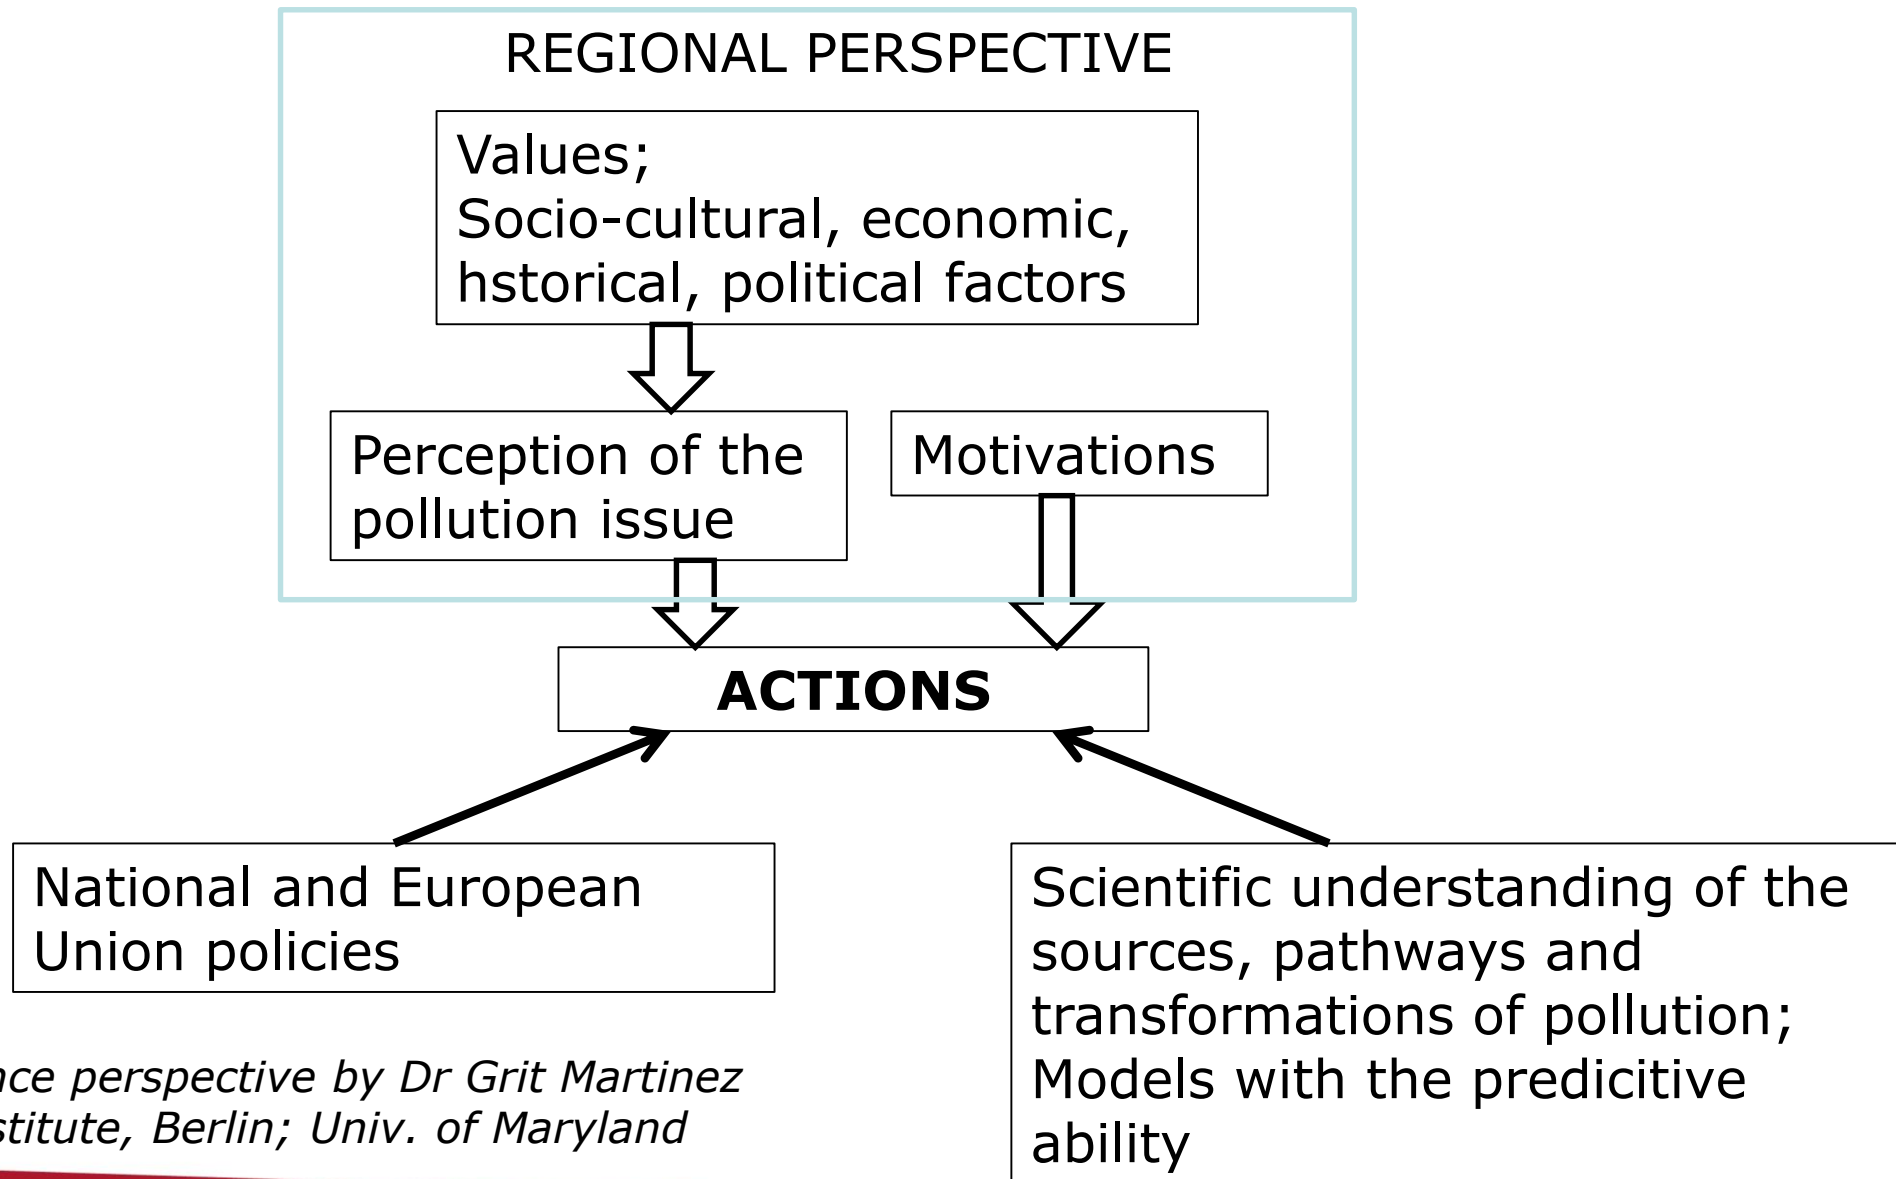 REGIONAL PERSPECTIVE
Values;
Socio-cultural, economic,
hstorical, political factors
Perception of the
pollution issue
Motivations
ACTIONS
National and European
Union policies
Scientific understanding of the
sources, pathways and
transformations of pollution;
Models with the predicitive
ability
perspective by Dr Grit Martinez
Berlin; Univ. of Maryland